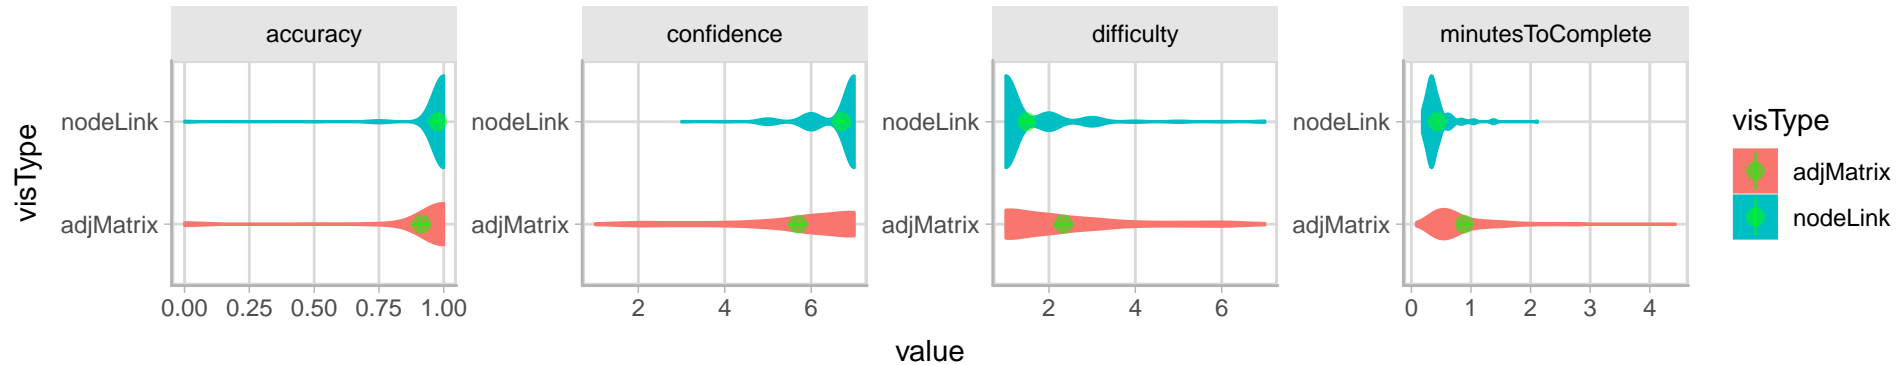 accuracy confidence difficulty minutesToComplete
visType
nodeLink nodeLink nodeLink nodeLink
adjMatrix adjMatrix adjMatrix adjMatrix
0.00 0.25 0.50 0.75 1.00 2 4 6 2 4 6 0 1 2 3 4
value
visType
adjMatrix
nodeLink